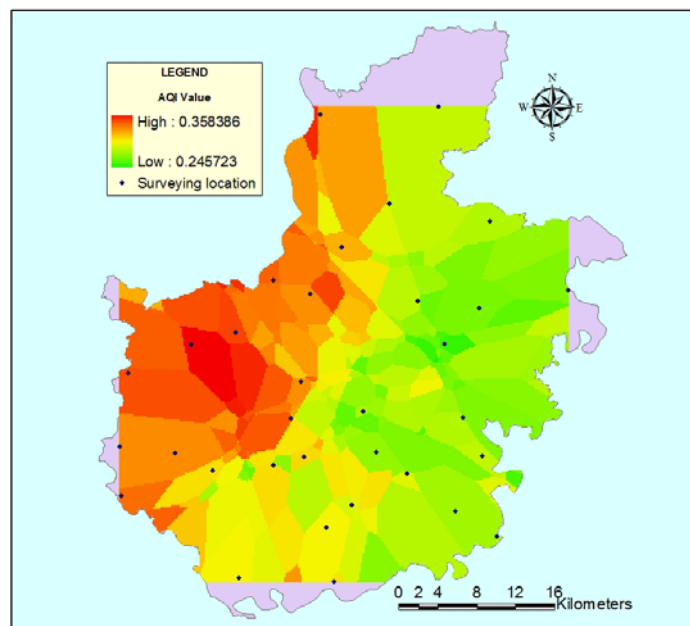 LEGEND
AQI Value
High : 0.358386
Low : 0.245723
Surveying location
N
W E
S
0 2 4 8 12 16
Kilometers